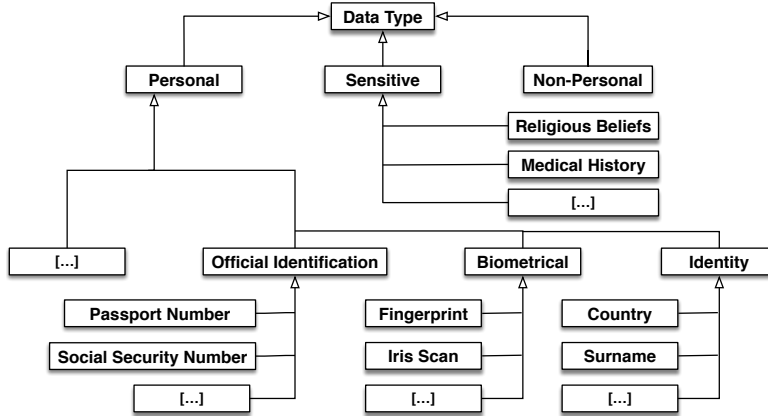 Data Type
Personal
Sensitive
Non-Personal
Religious Beliefs
Medical History
[...]
[...]
Official Identification
Biometrical
Identity
Passport Number
Fingerprint
Country
Social Security Number
Iris Scan
Surname
[...]
[...]
[...]